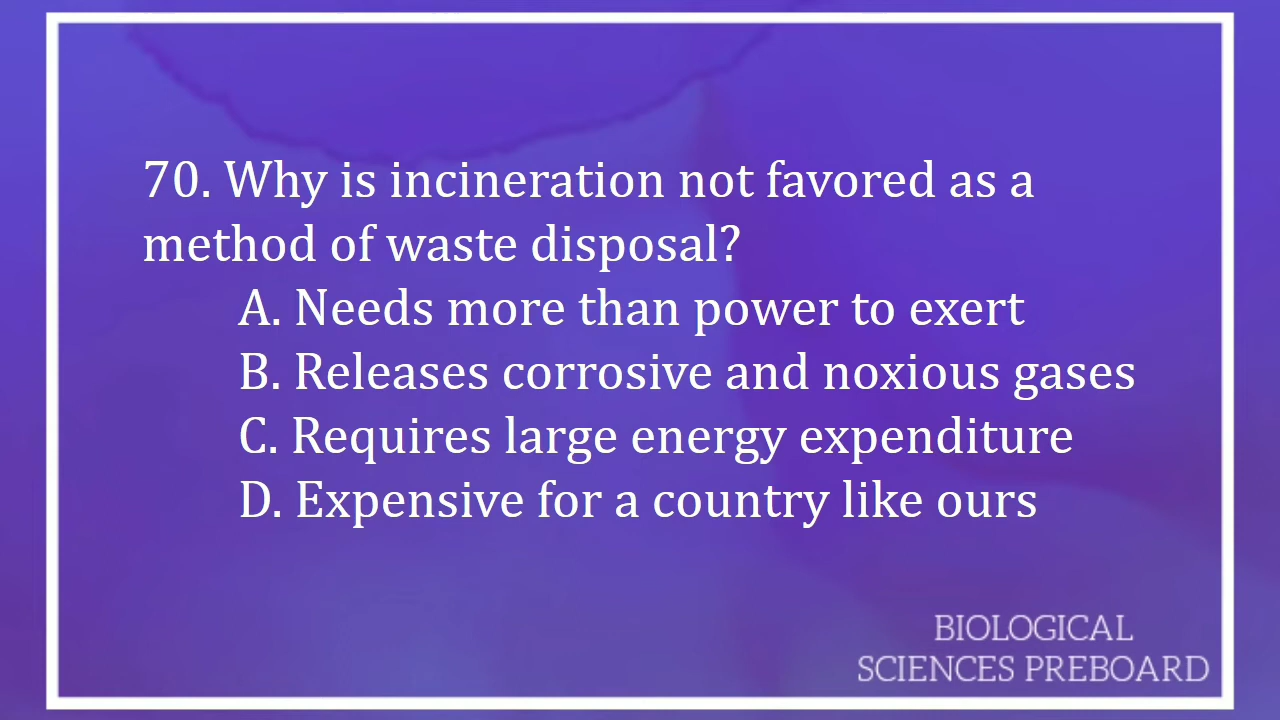 70. Why is incineration not favored as a
method of waste disposal?
A. Needs more than power to exert
B. Releases corrosive and noxious gases
C. Requires large energy expenditure
D. Expensive for a country like ours
BIOLOGICAL
SCIENCES PREBOARD